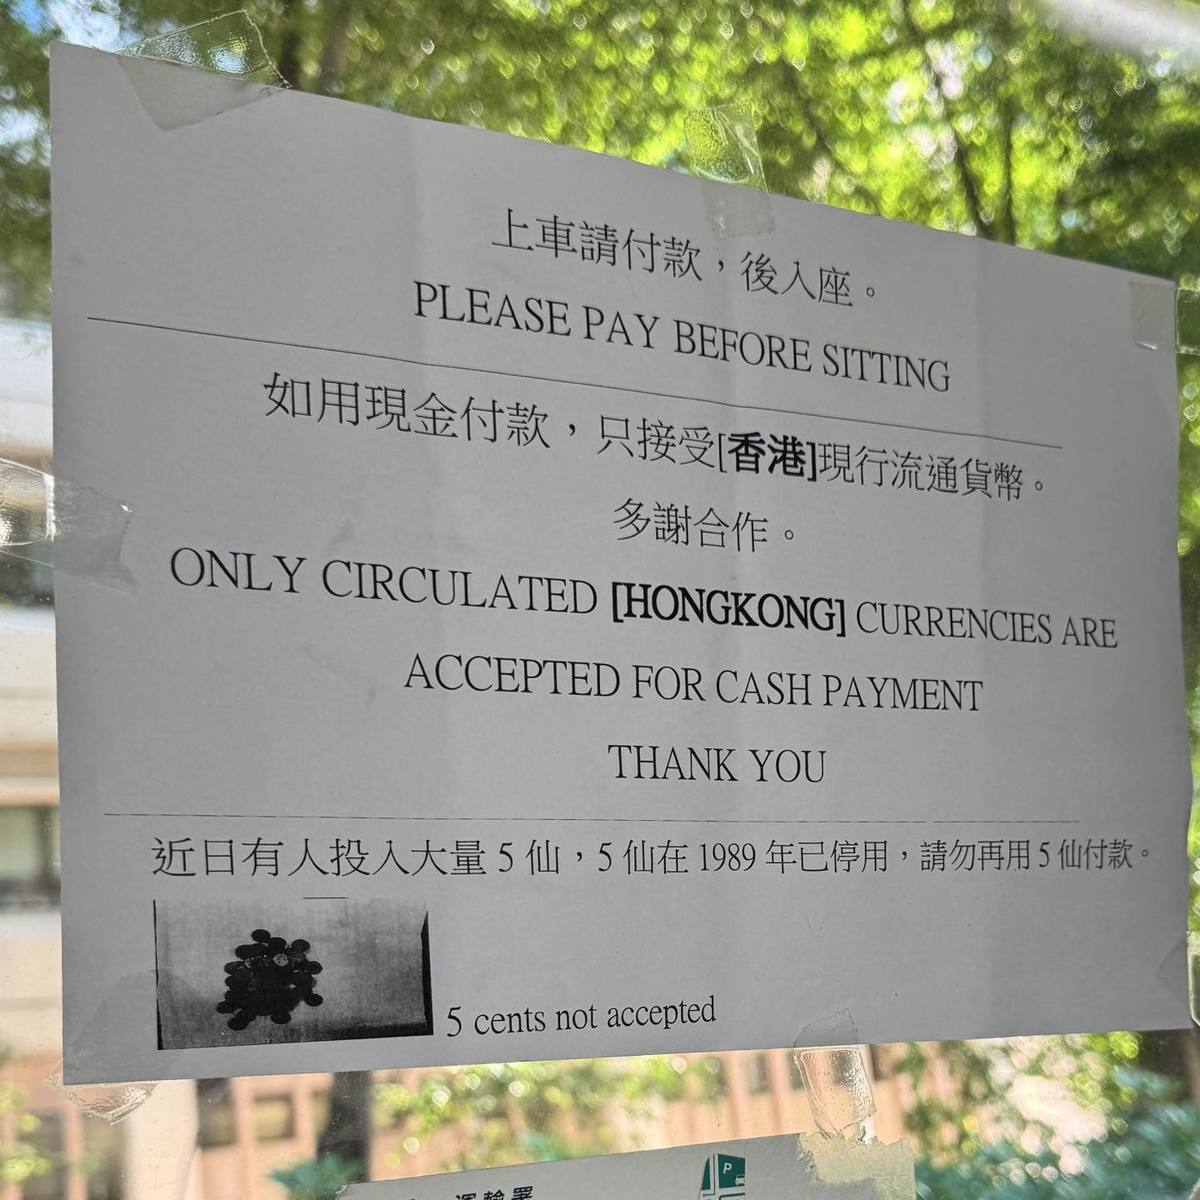 上車請付款，後入座。
PLEASE PAY BEFORE SITTING
如用現金付款，只接受[香港]現行流通貨幣。
多謝合作。
ONLY CIRCULATED [HONGKONG] CURRENCIES ARE
ACCEPTED FOR CASH PAYMENT
THANK YOU
近日有人投入大量 5 仙，5 仙在 1989 年已停用，請勿再用 5 仙付款。
5 cents not accepted
運輸署
P